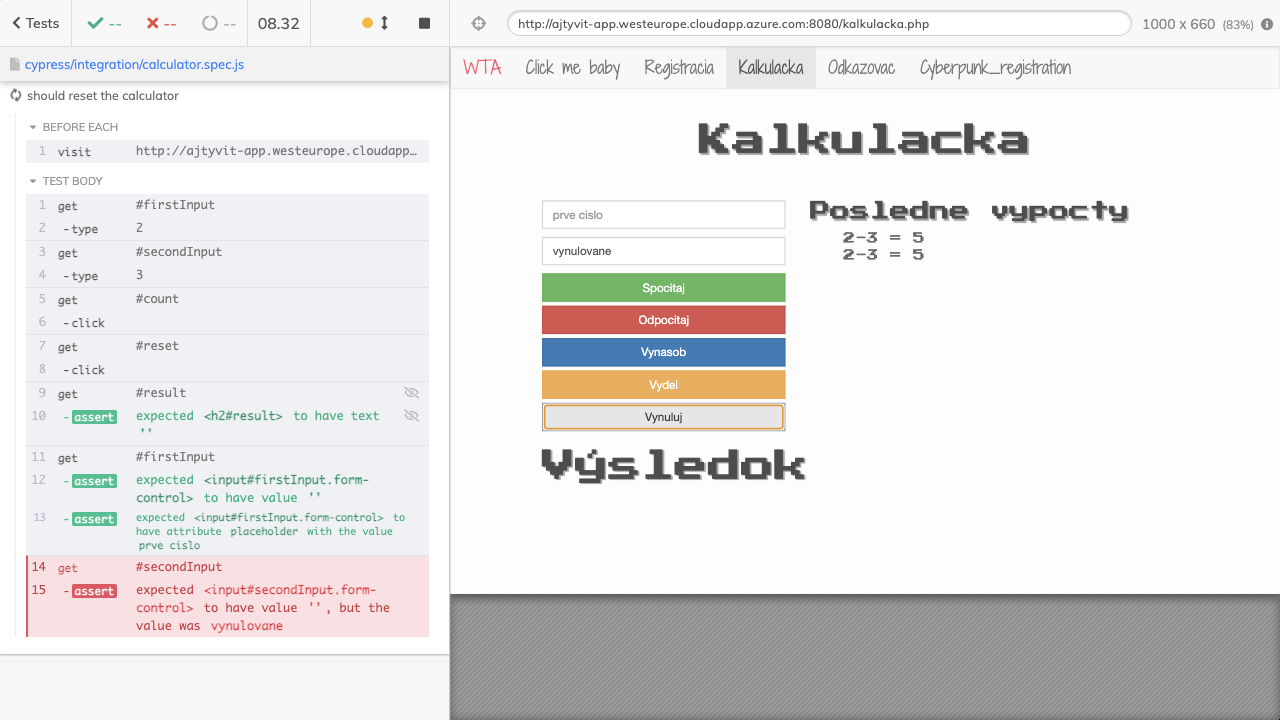 Tests -- -- -- 08.32
http://ajtyvit-app.westeurope.cloudapp.azure.com:8080/kalkulacka.php 1000 x 660 (83%)
cypress/integration/calculator.spec.js
should reset the calculator
BEFORE EACH
1 visit http://ajtyvit-app.westeurope.cloudapp…
TEST BODY
1 get #firstInput
2 -type 2
3 get #secondInput
4 -type 3
5 get #count
6 -click
7 get #reset
8 -click
9 get #result
10 -assert expected <h2#result> to have text
''
11 get #firstInput
12 -assert expected <input#firstInput.form-
control> to have value ''
13 -assert expected <input#firstInput.form-control> to
have attribute placeholder with the value
prve cislo
14 get #secondInput
15 -assert expected <input#secondInput.form-
control> to have value '', but the
value was vynulovane
WTA Click me baby Registracia Kalkulacka Odkazovac Cyberpunk_registration
Kalkulacka
prve cislo
vynulovane
Spocitaj
Odpocitaj
Vynasob
Vydel
Vynuluj
Výsledok
Posledne vypocty
2-3 = 5
2-3 = 5